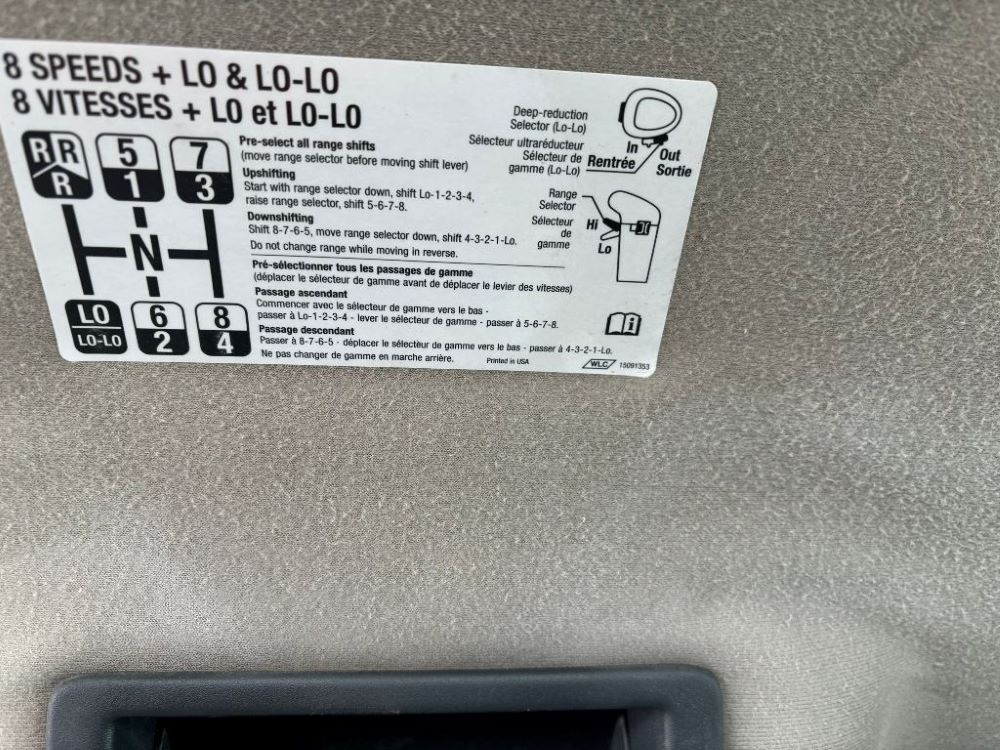 8 SPEEDS + LO & LO-LO
8 VITESSES + LO et LO-LO
R R
R
5
1
7
3
N
LO
LO-LO
6
2
8
4
Pre-select all range shifts
(move range selector before moving shift lever)
Upshifting
Start with range selector down, shift Lo-1-2-3-4,
raise range selector, shift 5-6-7-8.
Downshifting
Shift 8-7-6-5, move range selector down, shift 4-3-2-1-Lo.
Do not change range while moving in reverse.
Pré-sélectionner tous les passages de gamme
(déplacer le sélecteur de gamme avant de déplacer le levier des vitesses)
Passage ascendant
Commencer avec le sélecteur de gamme vers le bas -
passer à Lo-1-2-3-4 - lever le sélecteur de gamme - passer à 5-6-7-8.
Passage descendant
Passer à 8-7-6-5 - déplacer le sélecteur de gamme vers le bas - passer à 4-3-2-1-Lo.
Ne pas changer de gamme en marche arrière.
Printed in USA
Deep-reduction
Selector (Lo-Lo)
Sélecteur ultraréducteur
Sélecteur de
gamme (Lo-Lo)
In
Rentrée
Out
Sortie
Range
Selector
Sélecteur
de
gamme
Hi
Lo
i
WLC
15091353